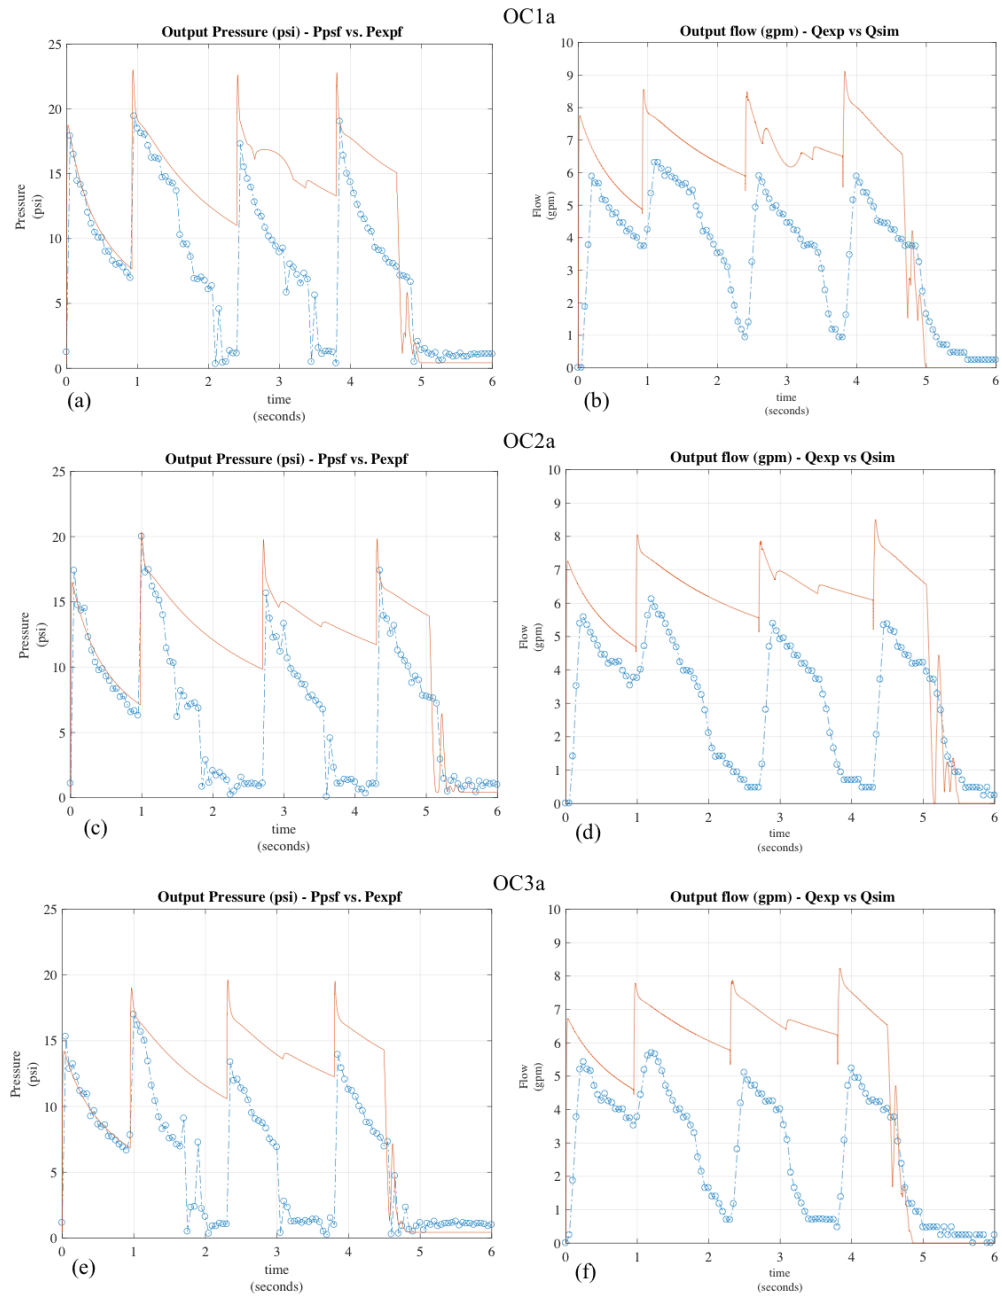 OC1a
Output Pressure (psi) - Ppsf vs. Pexpf
25
20
15
10
5
0
Pressure
(psi)
0 1 2 3 4 5 6
time
(seconds)
(a)
Output flow (gpm) - Qexp vs Qsim
10
9
8
7
6
5
4
3
2
1
0
Flow
(gpm)
0 1 2 3 4 5 6
time
(seconds)
(b)
OC2a
Output Pressure (psi) - Ppsf vs. Pexpf
25
20
15
10
5
0
Pressure
(psi)
0 1 2 3 4 5 6
time
(seconds)
(c)
Output flow (gpm) - Qexp vs Qsim
10
9
8
7
6
5
4
3
2
1
0
Flow
(gpm)
0 1 2 3 4 5 6
time
(seconds)
(d)
OC3a
Output Pressure (psi) - Ppsf vs. Pexpf
25
20
15
10
5
0
Pressure
(psi)
0 1 2 3 4 5 6
time
(seconds)
(e)
Output flow (gpm) - Qexp vs Qsim
10
9
8
7
6
5
4
3
2
1
0
Flow
(gpm)
0 1 2 3 4 5 6
time
(seconds)
(f)